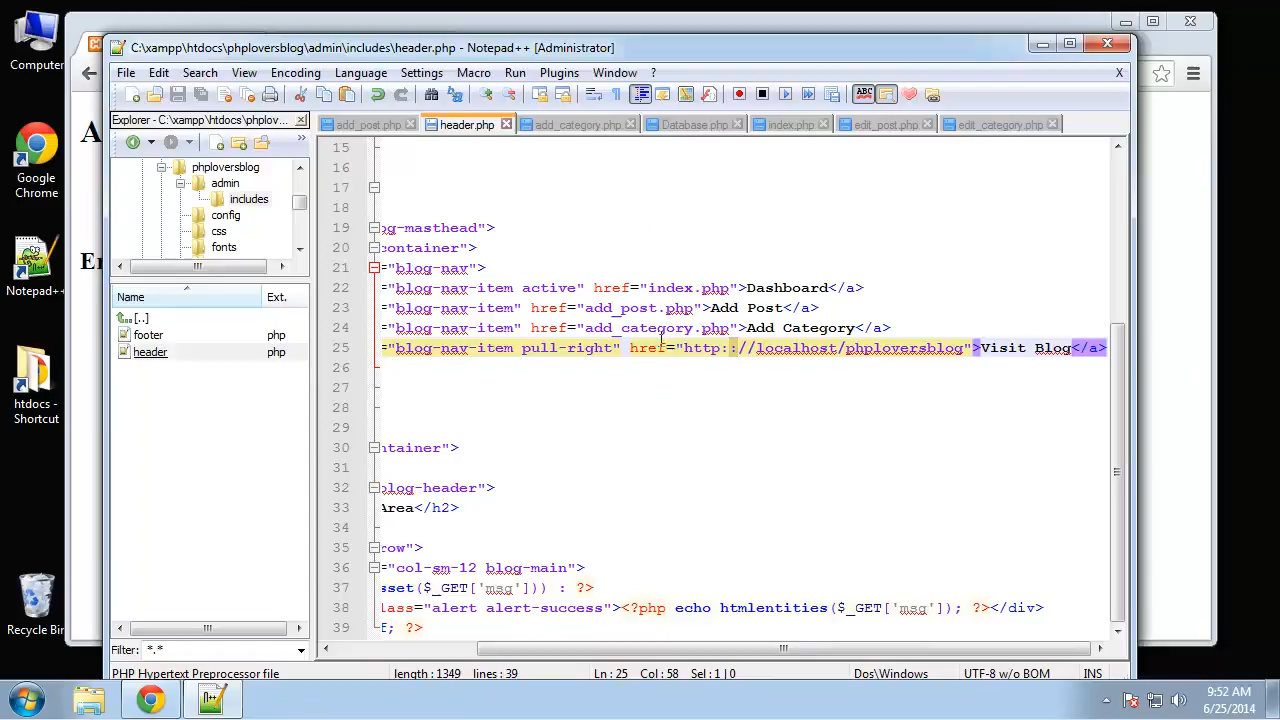 Computer
Google
Chrome
Notepad++
htdocs -
Shortcut
Recycle Bin
C:\xampp\htdocs\phploversblog\admin\includes\header.php - Notepad++ [Administrator]
File Edit Search View Encoding Language Settings Macro Run Plugins Window ?
X
ABC
Explorer - C:\xampp\htdocs\phplov...
add_post.php header.php add_category.php Database.php index.php edit_post.php edit_category.php
phploversblog
admin
includes
config
css
fonts
Name Ext.
[..]
footer php
header php
Filter: *.*
15
16
17
18
19 og-masthead">
20 container">
21 ="blog-nav">
22 ="blog-nav-item active" href="index.php">Dashboard</a>
23 ="blog-nav-item" href="add_post.php">Add Post</a>
24 ="blog-nav-item" href="add_category.php">Add Category</a>
25 ="blog-nav-item pull-right" href="http:://localhost/phploversblog">Visit Blog</a>
26
27
28
29
30 ntainer">
31
32 blog-header">
33 Area</h2>
34
35 row">
36 ="col-sm-12 blog-main">
37 sset($_GET['msg'])) : ?>
38 lass="alert alert-success"><?php echo htmlentities($_GET['msg']); ?></div>
39 E; ?>
PHP Hypertext Preprocessor file length : 1349 lines : 39 Ln : 25 Col : 58 Sel : 1 | 0 Dos\Windows UTF-8 w/o BOM INS
9:52 AM
6/25/2014